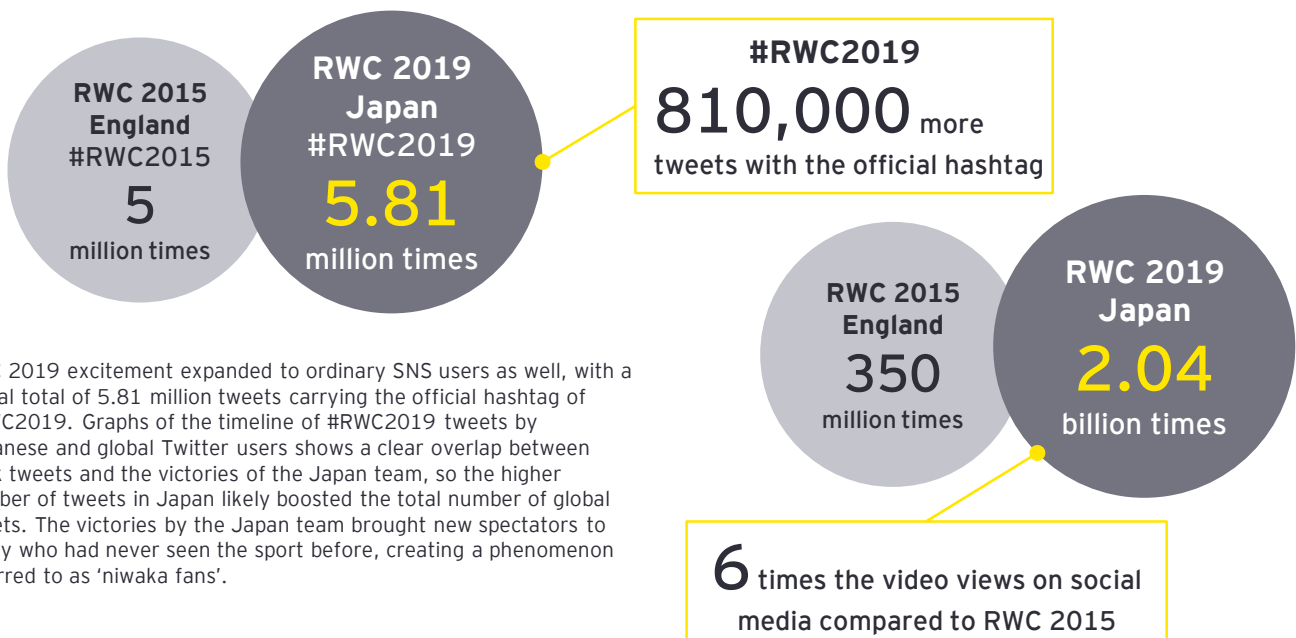 RWC 2015
England
#RWC2015
5
million times
RWC 2019
Japan
#RWC2019
5.81
million times
#RWC2019
810,000 more
tweets with the official hashtag
RWC 2015
England
350
million times
RWC 2019
Japan
2.04
billion times
6 times the video views on social
media compared to RWC 2015
2019 excitement expanded to ordinary SNS users as well, with a
total of 5.81 million tweets carrying the official hashtag of
Graphs of the timeline of #RWC2019 tweets by
and global Twitter users shows a clear overlap between
tweets and the victories of the Japan team, so the higher
of tweets in Japan likely boosted the total number of global
The victories by the Japan team brought new spectators to
who had never seen the sport before, creating a phenomenon
to as ‘niwaka fans’.